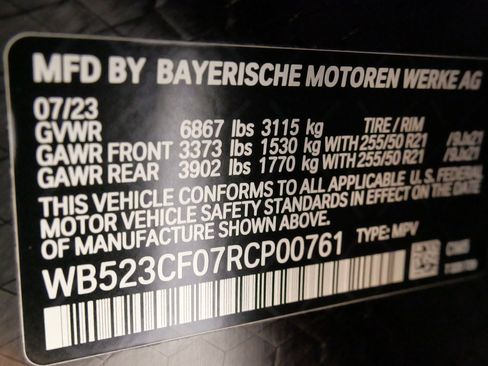 MFD BY BAYERISCHE MOTOREN WERKE AG
07/23
GVWR 6867 lbs 3115 kg TIRE / RIM
GAWR FRONT 3373 lbs 1530 kg WITH 255/50 R21 /9Jx21
GAWR REAR 3902 lbs 1770 kg WITH 255/50 R21 /9Jx21
THIS VEHICLE CONFORMS TO ALL APPLICABLE U. S. FEDERAL
MOTOR VEHICLE SAFETY STANDARDS IN EFFECT ON THE DATE
OF MANUFACTURE SHOWN ABOVE.
WB523CF07RCP00761 TYPE: MPV